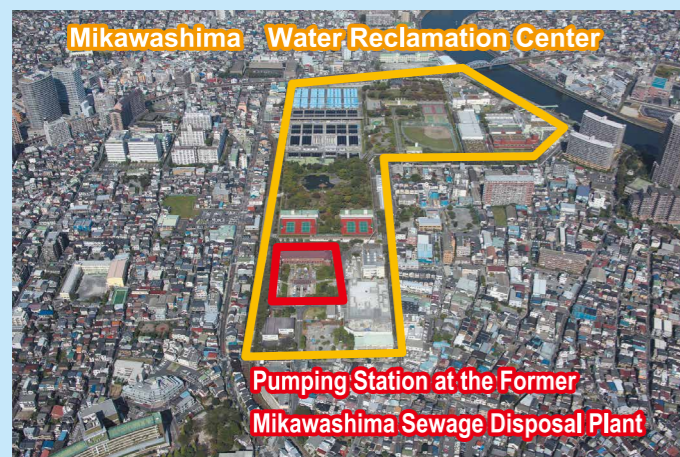 Mikawashima Water Reclamation Center
Pumping Station at the Former
Mikawashima Sewage Disposal Plant